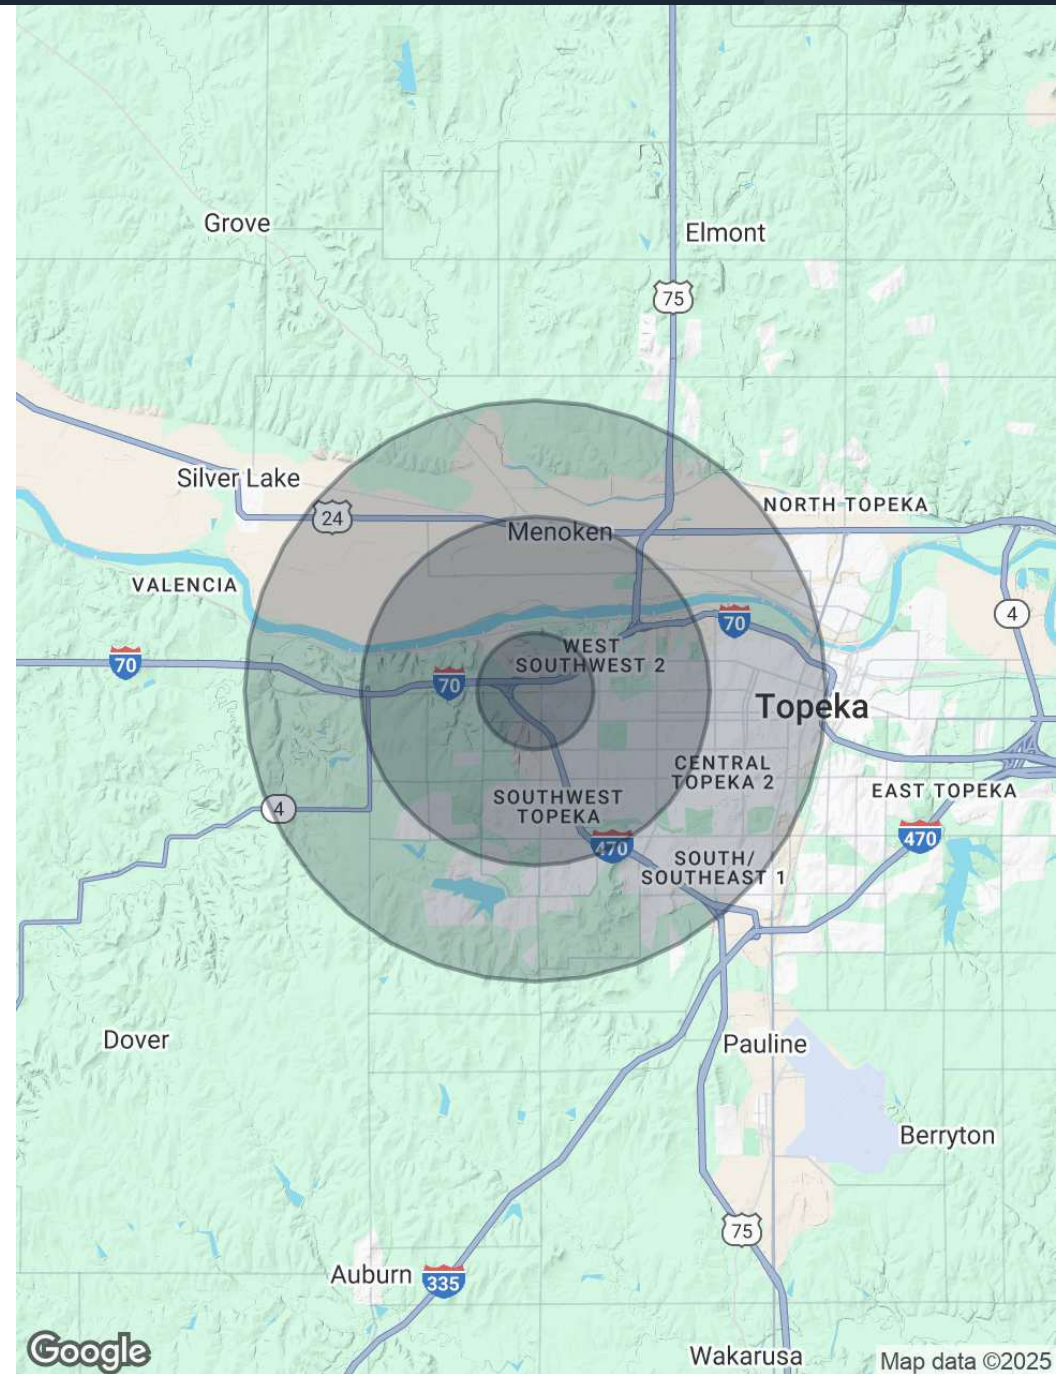 Grove
Elmont
75
Silver Lake
24
NORTH TOPEKA
Menoken
VALENCIA
4
70
70
WEST
SOUTHWEST 2
70
Topeka
CENTRAL
TOPEKA 2
SOUTHWEST
TOPEKA
EAST TOPEKA
4
470
470
SOUTH/
SOUTHEAST 1
Dover
Pauline
Berryton
75
Auburn
335
Google
Wakarusa
Map data ©2025